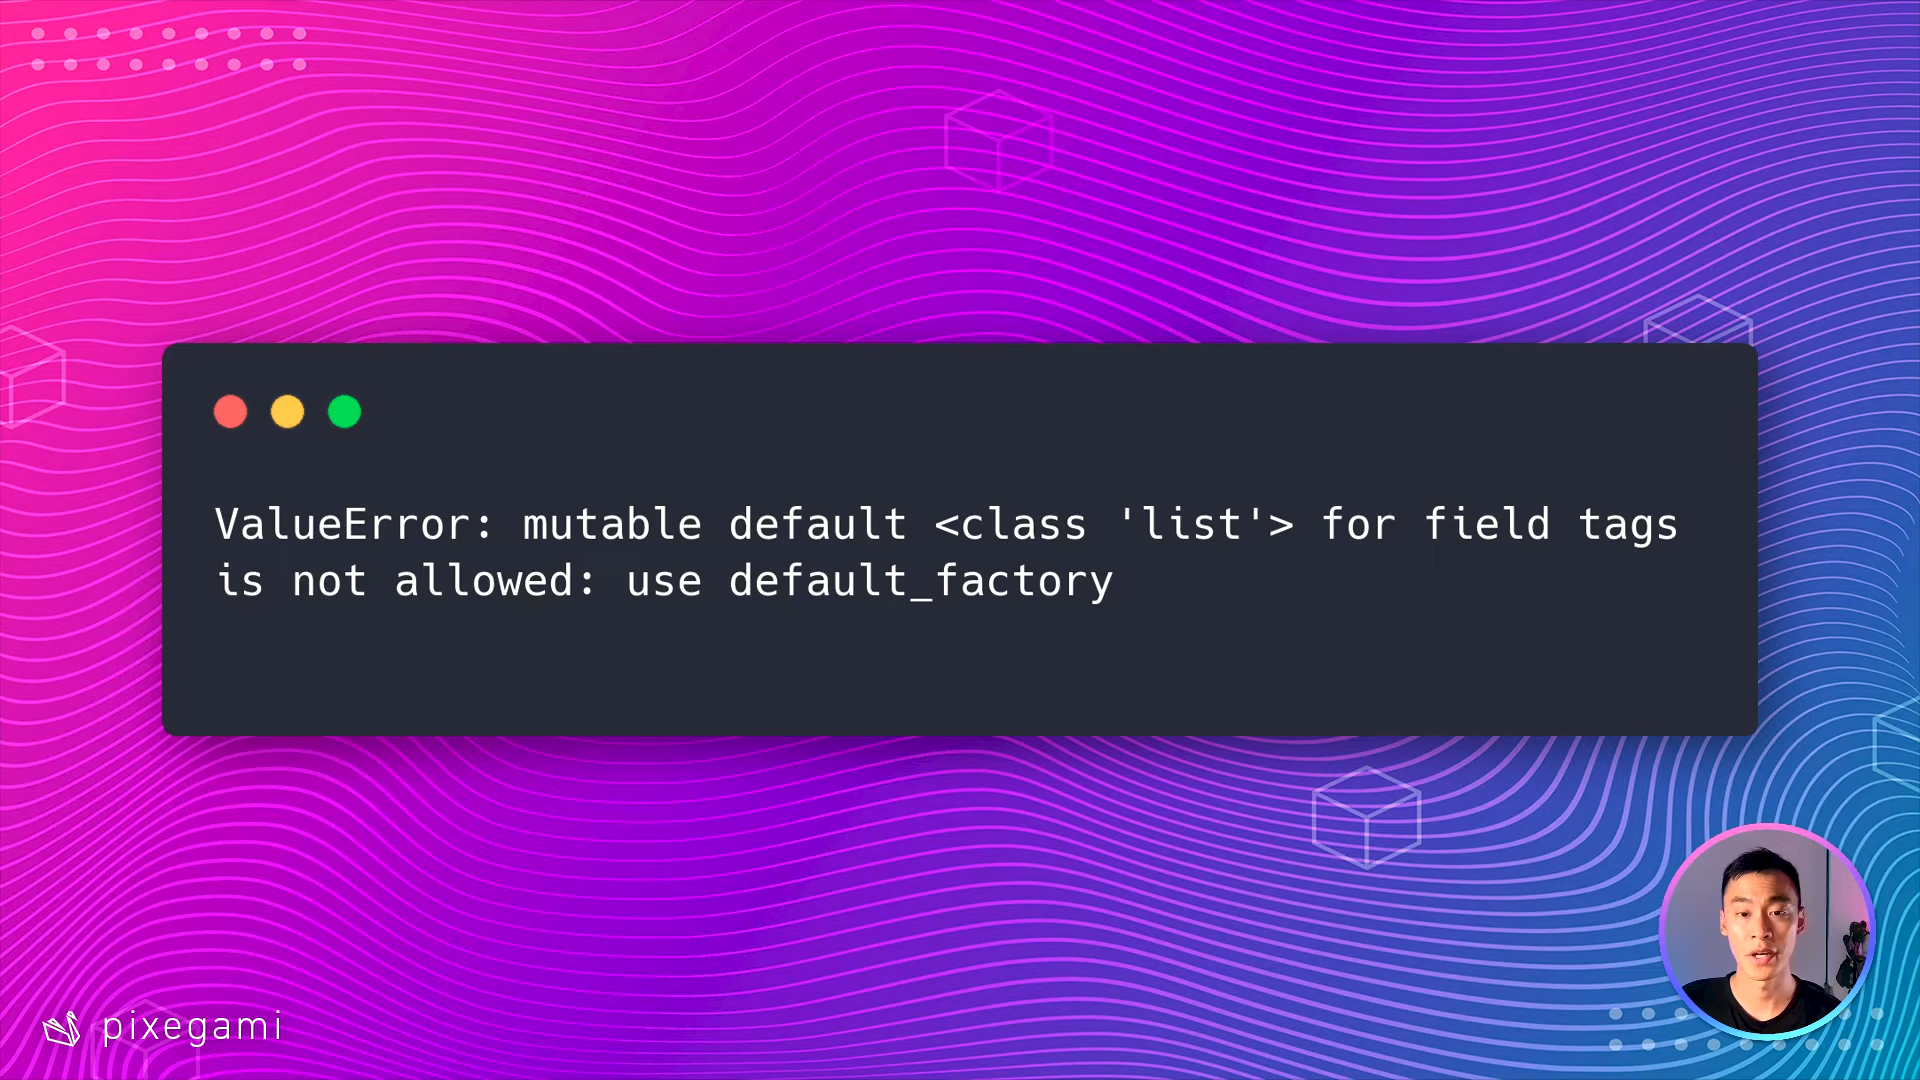 ValueError: mutable default <class 'list'> for field tags
is not allowed: use default_factory
pixegami